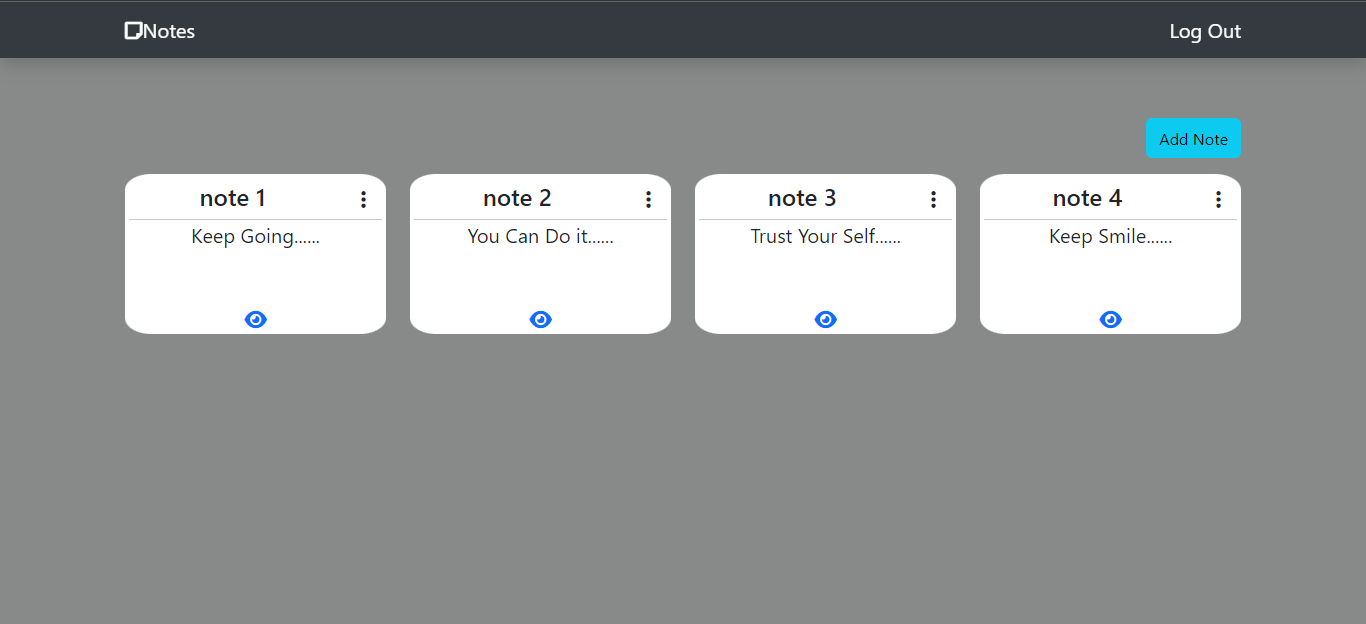 Notes
Log Out
Add Note
note 1
Keep Going......
note 2
You Can Do it......
note 3
Trust Your Self......
note 4
Keep Smile......